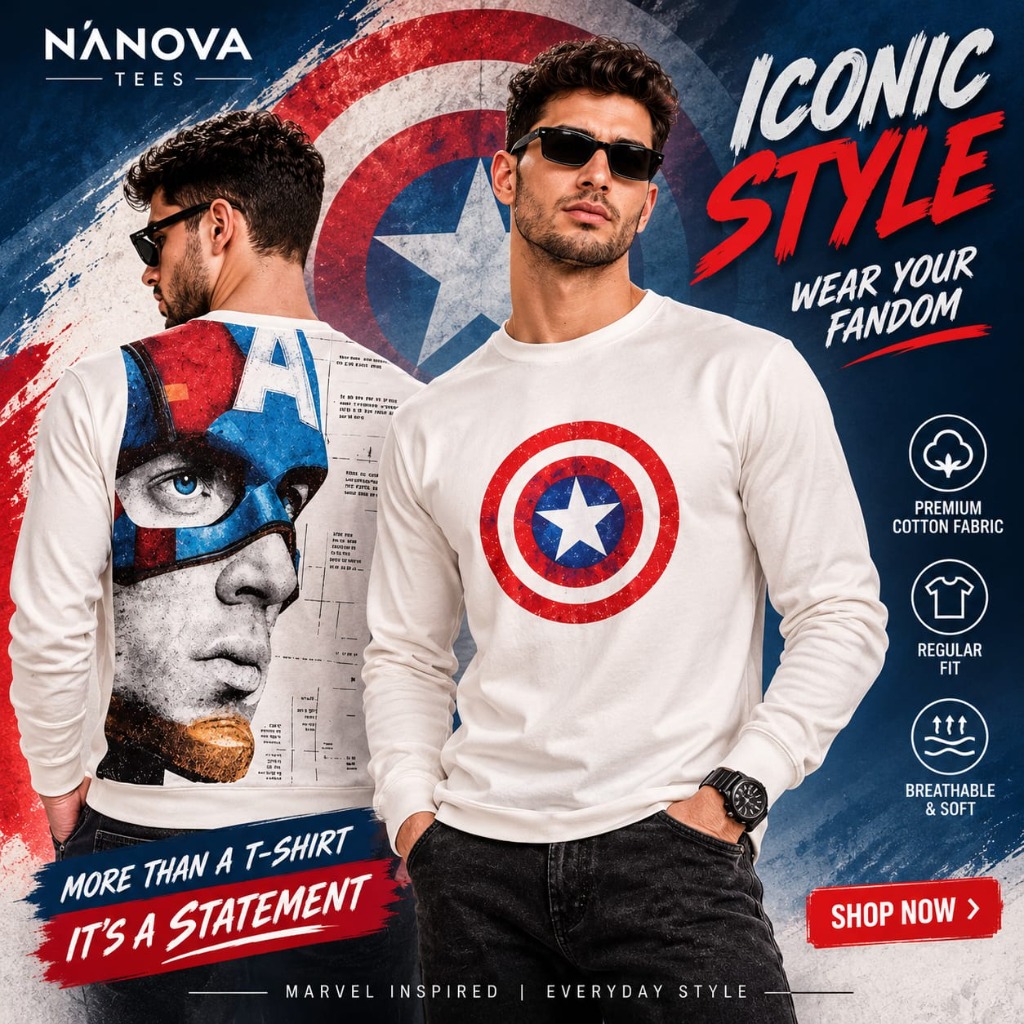 NÁNOVA
TEES
ICONIC
STYLE
WEAR YOUR
FANDOM
A
PREMIUM
COTTON FABRIC
REGULAR
FIT
BREATHABLE
& SOFT
MORE THAN A T-SHIRT
IT'S A STATEMENT
SHOP NOW >
MARVEL INSPIRED | EVERYDAY STYLE